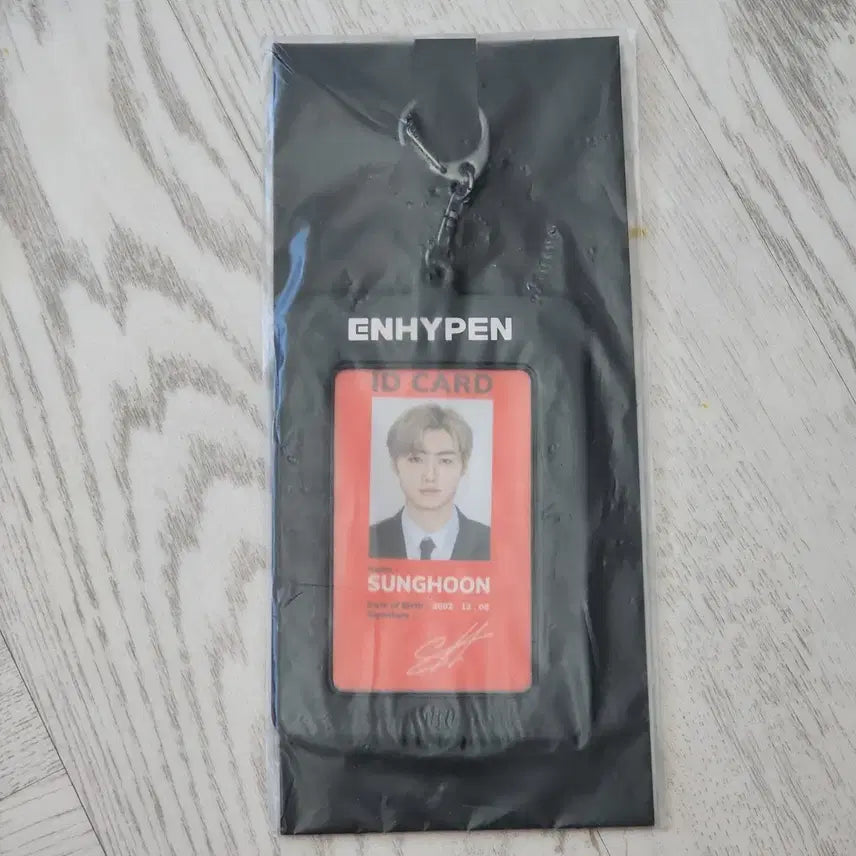 ENHYPEN
ID CARD
Name
SUNGHOON
Date of Birth 2002 . 12 . 08
Signature